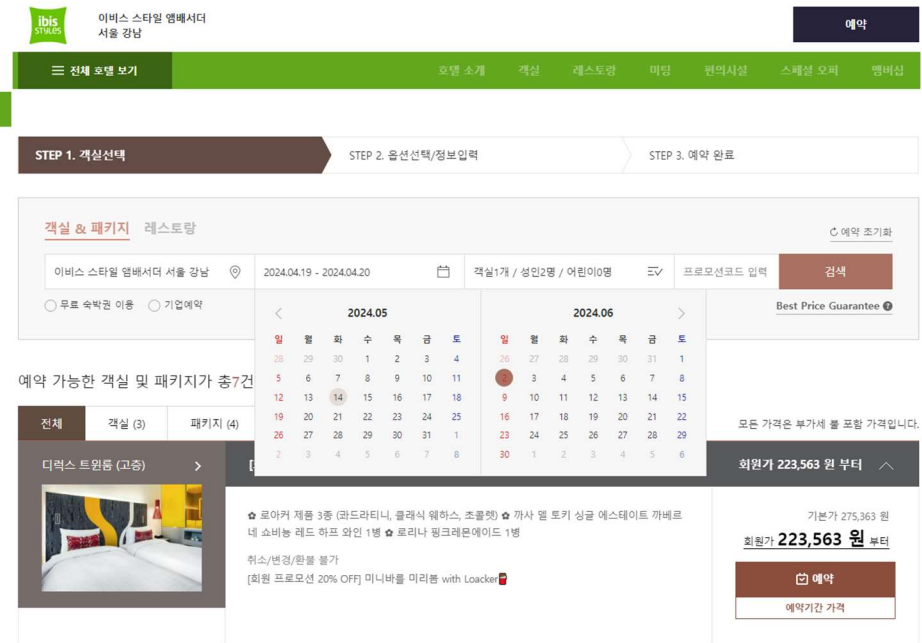 ibis
STYLES
이비스 스타일 앰배서더
서울 강남
예약
전체 호텔 보기
호텔 소개 객실 레스토랑 미팅 편의시설 스페셜 오퍼 멤버십
STEP 1. 객실선택
STEP 2. 옵션선택/정보입력
STEP 3. 예약 완료
객실 & 패키지 레스토랑
예약 초기화
이비스 스타일 앰배서더 서울 강남
2024.04.19 - 2024.04.20
객실1개 / 성인2명 / 어린이0명
프로모션코드 입력
검색
무료 숙박권 이용 기업예약
Best Price Guarantee ?
2024.05
일 월 화 수 목 금 토
28 29 30 1 2 3 4
5 6 7 8 9 10 11
12 13 14 15 16 17 18
19 20 21 22 23 24 25
26 27 28 29 30 31 1
2 3 4 5 6 7 8
2024.06
일 월 화 수 목 금 토
26 27 28 29 30 31 1
2 3 4 5 6 7 8
9 10 11 12 13 14 15
16 17 18 19 20 21 22
23 24 25 26 27 28 29
30 1 2 3 4 5 6
예약 가능한 객실 및 패키지가 총7건
전체 객실 (3) 패키지 (4)
모든 가격은 부가세 불 포함 가격입니다.
디럭스 트윈룸 (고층)
[
회원가 223,563 원 부터
✿ 로아커 제품 3종 (콰드라티니, 클래식 웨하스, 초콜렛) ✿ 까사 엘 토키 싱글 에스테이트 까베르
네 쇼비뇽 레드 하프 와인 1병 ✿ 로리나 핑크레몬에이드 1병
취소/변경/환불 불가
[회원 프로모션 20% OFF] 미니바를 미리봄 with Loacker
기본가 275,363 원
회원가 223,563 원 부터
예약
예약기간 가격